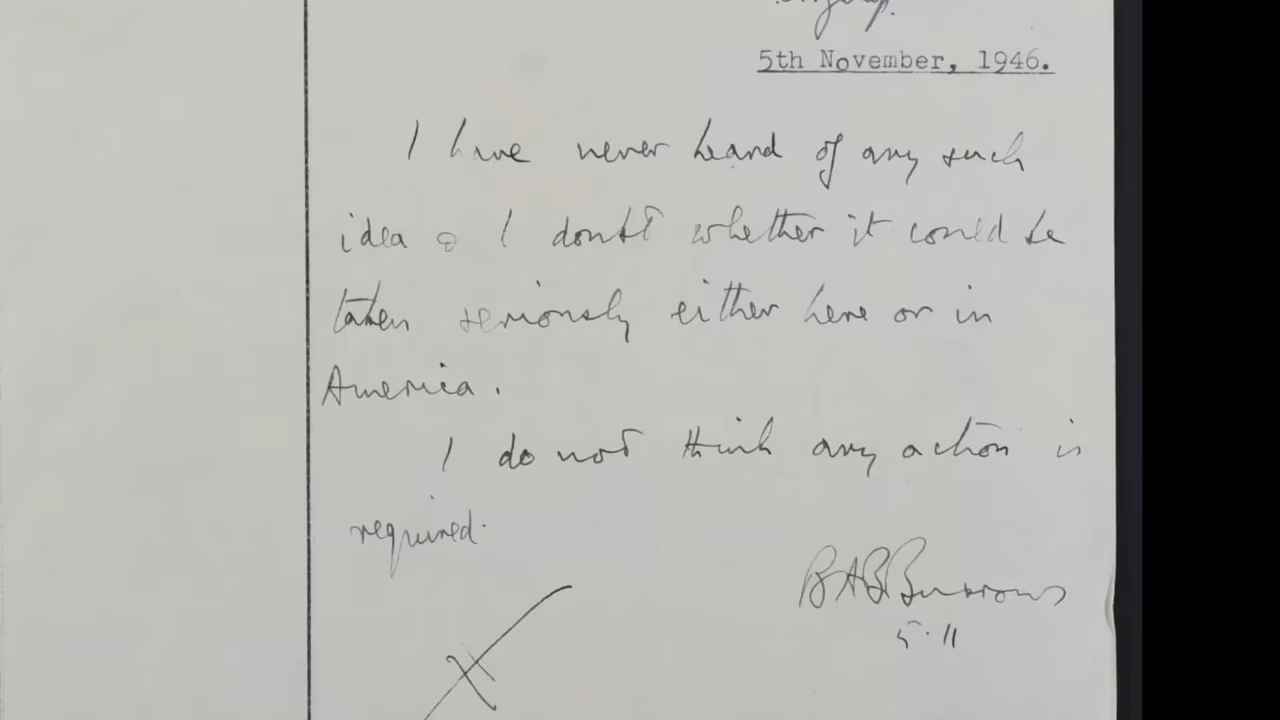 5th November, 1946.
I have never heard of any such
idea & I doubt whether it could be
taken seriously either here or in
America.
I do not think any action is
required.
BAB Burrows
5.11